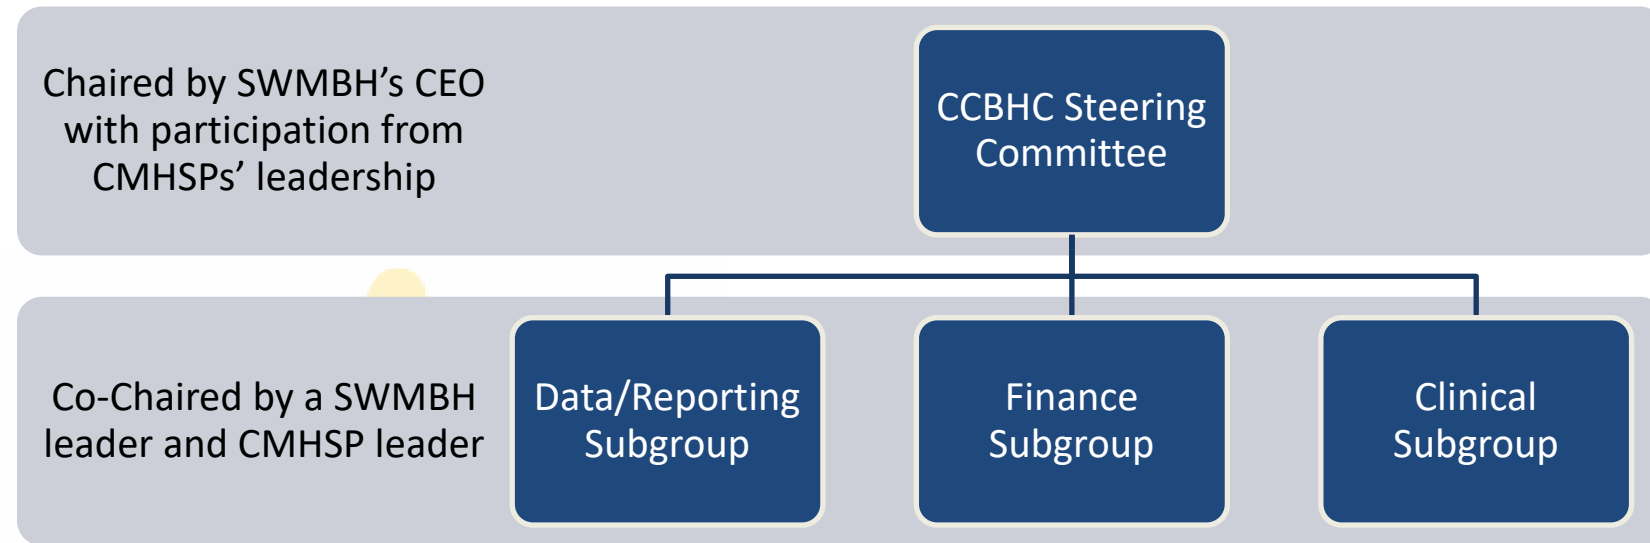 Chaired by SWMBH’s CEO
with participation from
CMHSPs’ leadership
CCBHC Steering
Committee
Co-Chaired by a SWMBH
leader and CMHSP leader
Data/Reporting
Subgroup
Finance
Subgroup
Clinical
Subgroup